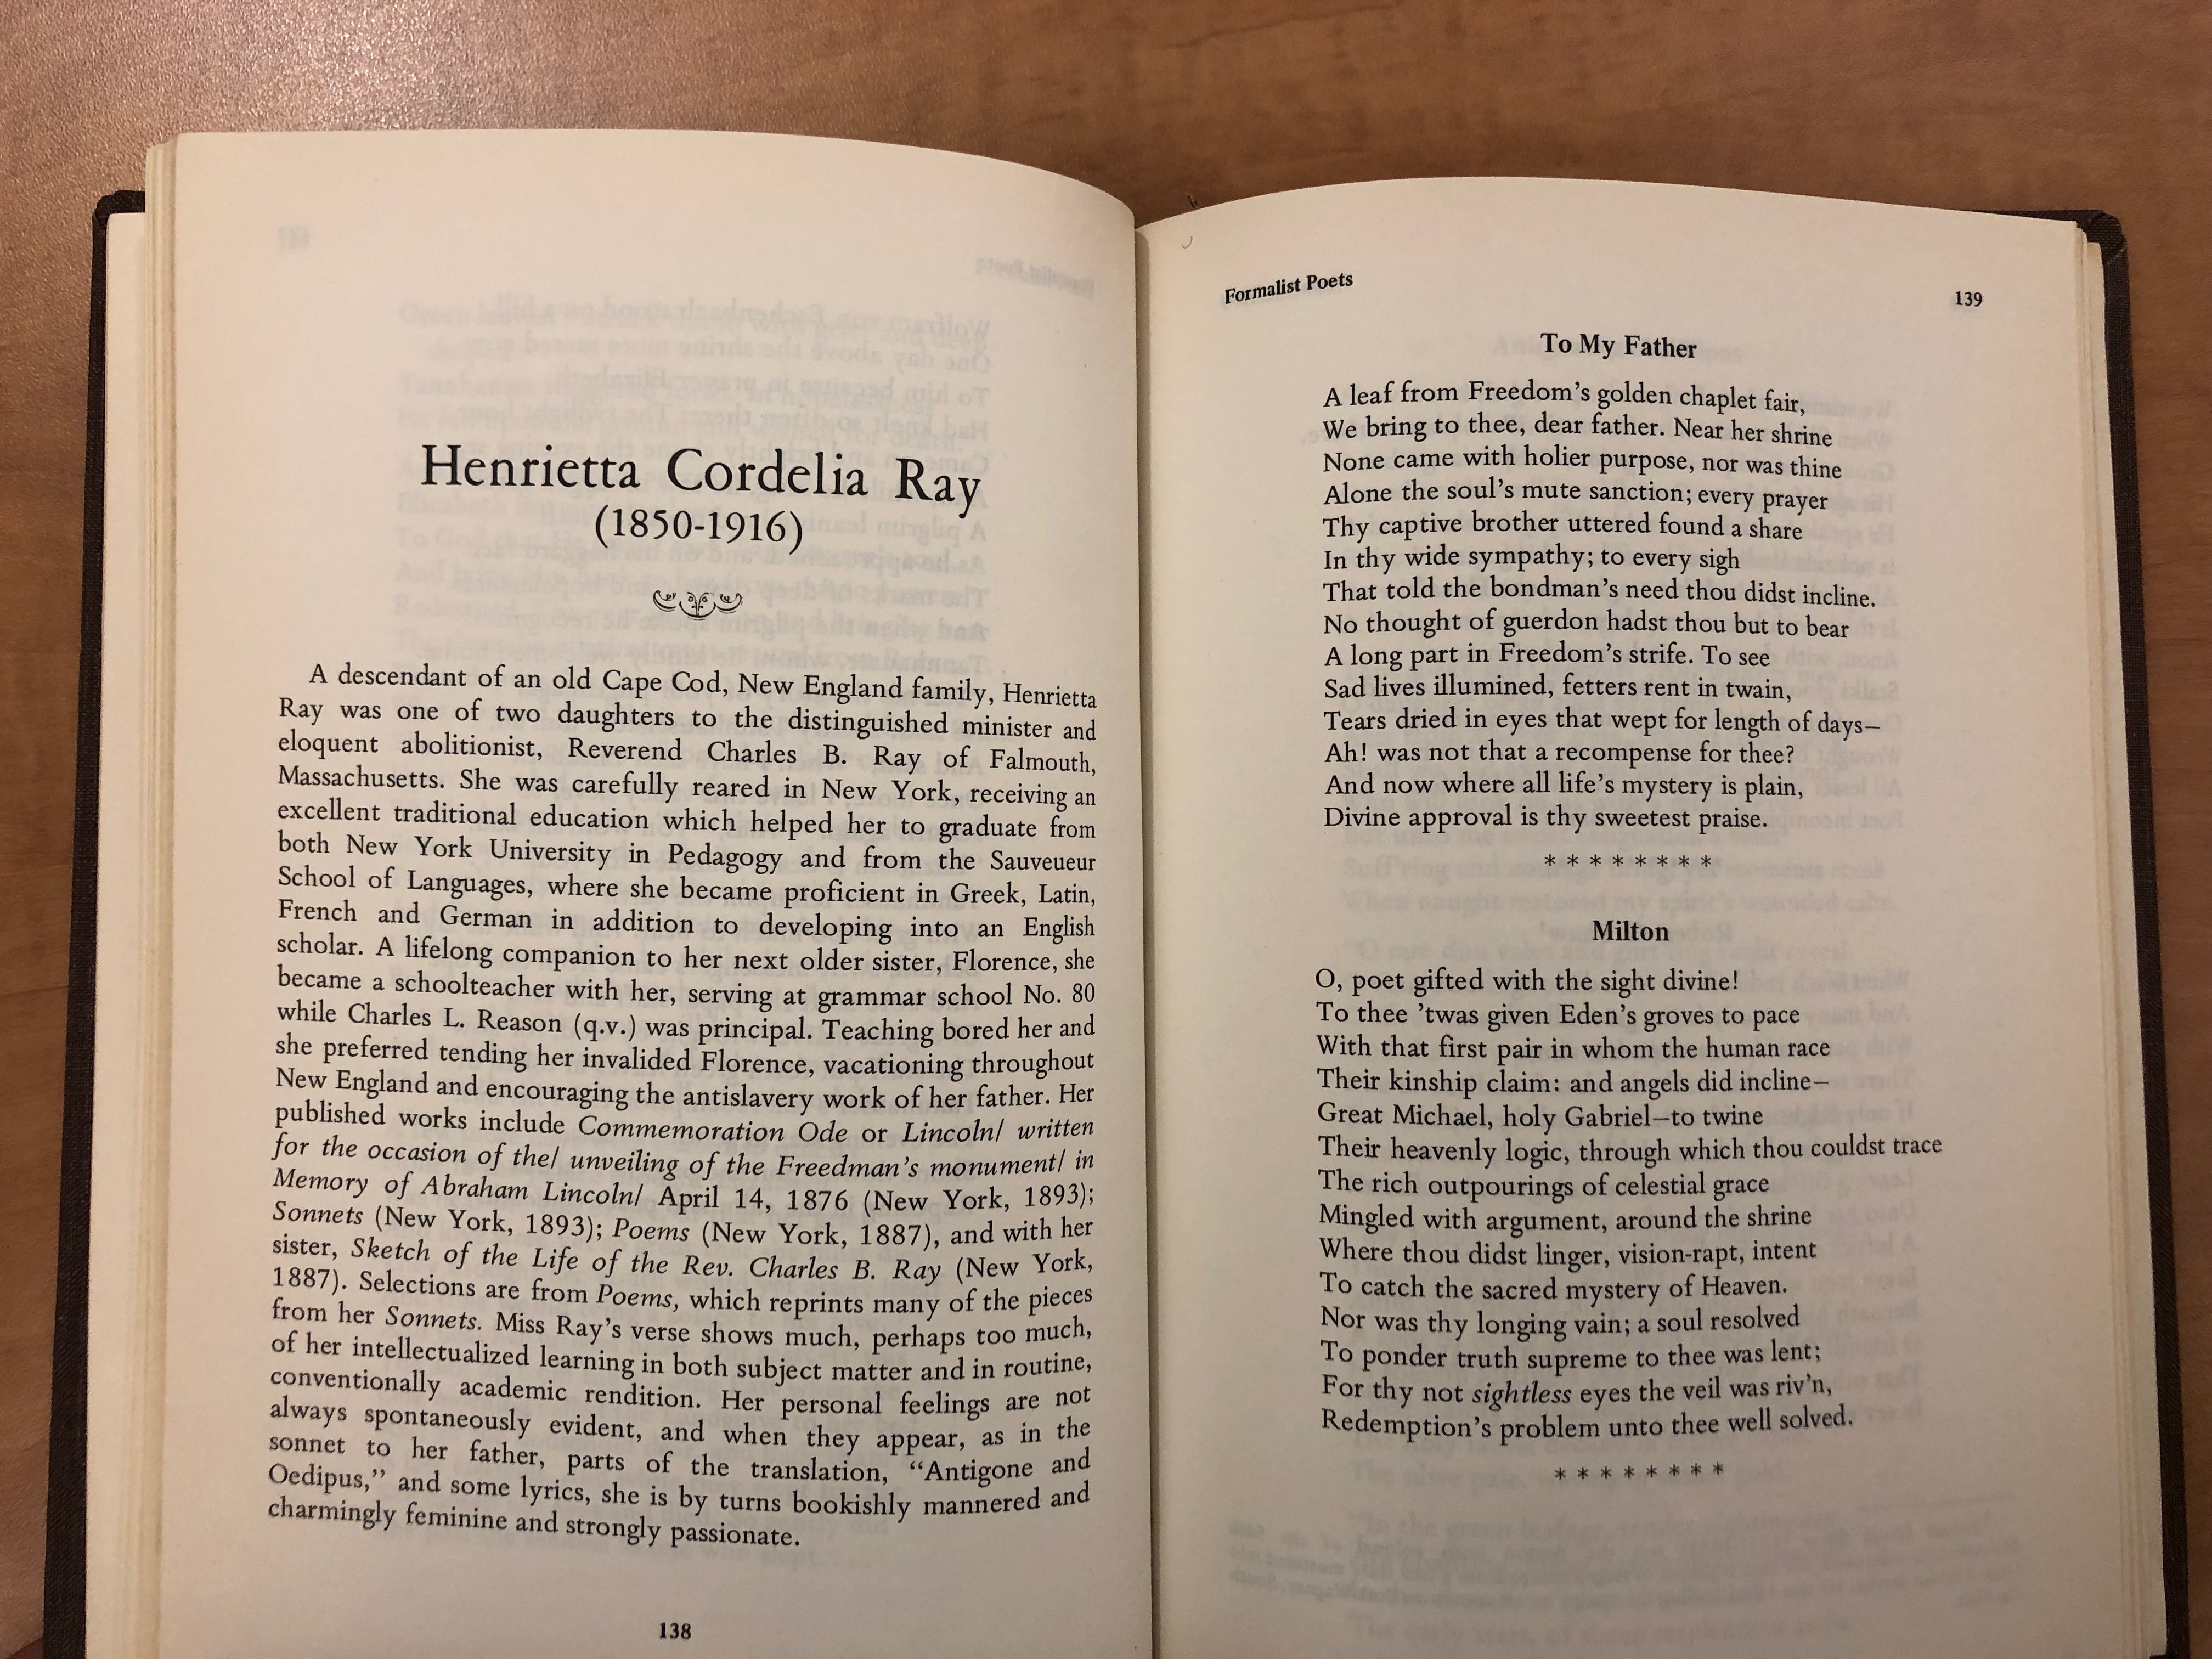 Henrietta Cordelia Ray
(1850-1916)
A descendant of an old Cape Cod, New England family, Henrietta
Ray was one of two daughters to the distinguished minister and
eloquent abolitionist, Reverend Charles B. Ray of Falmouth,
Massachusetts. She was carefully reared in New York, receiving an
excellent traditional education which helped her to graduate from
both New York University in Pedagogy and from the Sauveueur
School of Languages, where she became proficient in Greek, Latin,
French and German in addition to developing into an English
scholar. A lifelong companion to her next older sister, Florence, she
became a schoolteacher with her, serving at grammar school No. 80
while Charles L. Reason (q.v.) was principal. Teaching bored her and
she preferred tending her invalided Florence, vacationing throughout
New England and encouraging the antislavery work of her father. Her
published works include Commemoration Ode or Lincoln/ written
for the occasion of the/ unveiling of the Freedman's monument/ in
Memory of Abraham Lincoln/ April 14, 1876 (New York, 1893);
Sonnets (New York, 1893); Poems (New York, 1887), and with her
sister, Sketch of the Life of the Rev. Charles B. Ray (New York,
1887). Selections are from Poems, which reprints many of the pieces
from her Sonnets. Miss Ray's verse shows much, perhaps too much,
of her intellectualized learning in both subject matter and in routine,
conventionally academic rendition. Her personal feelings are not
always spontaneously evident, and when they appear, as in the
sonnet to her father, parts of the translation, “Antigone and
Oedipus,” and some lyrics, she is by turns bookishly mannered and
charmingly feminine and strongly passionate.
138
Formalist Poets
139
To My Father
A leaf from Freedom's golden chaplet fair,
We bring to thee, dear father. Near her shrine
None came with holier purpose, nor was thine
Alone the soul's mute sanction; every prayer
Thy captive brother uttered found a share
In thy wide sympathy; to every sigh
That told the bondman's need thou didst incline.
No thought of guerdon hadst thou but to bear
A long part in Freedom's strife. To see
Sad lives illumined, fetters rent in twain,
Tears dried in eyes that wept for length of days—
Ah! was not that a recompense for thee?
And now where all life's mystery is plain,
Divine approval is thy sweetest praise.
* * * * * * * *
Milton
O, poet gifted with the sight divine!
To thee 'twas given Eden's groves to pace
With that first pair in whom the human race
Their kinship claim: and angels did incline—
Great Michael, holy Gabriel—to twine
Their heavenly logic, through which thou couldst trace
The rich outpourings of celestial grace
Mingled with argument, around the shrine
Where thou didst linger, vision-rapt, intent
To catch the sacred mystery of Heaven.
Nor was thy longing vain; a soul resolved
To ponder truth supreme to thee was lent;
For thy not sightless eyes the veil was riv'n,
Redemption's problem unto thee well solved.
* * * * * * * *